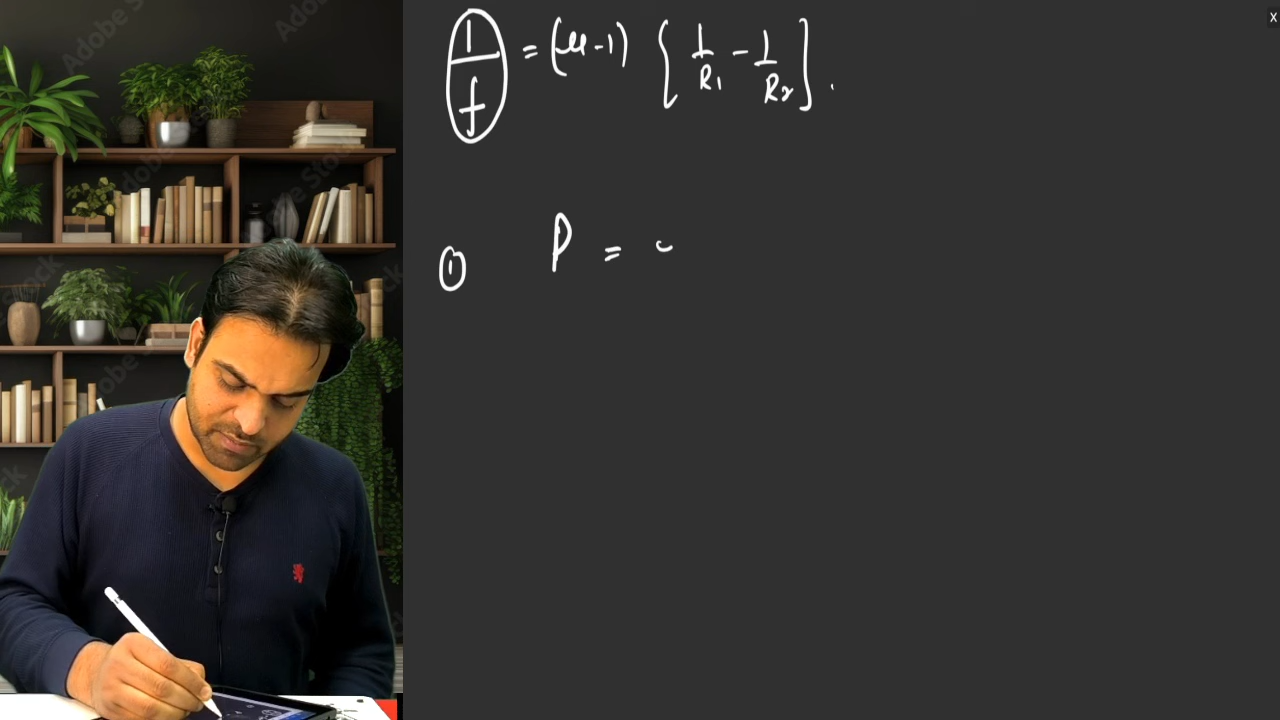 x
1/f = (μ-1) { 1/R₁ - 1/R₂ ] .
① P =